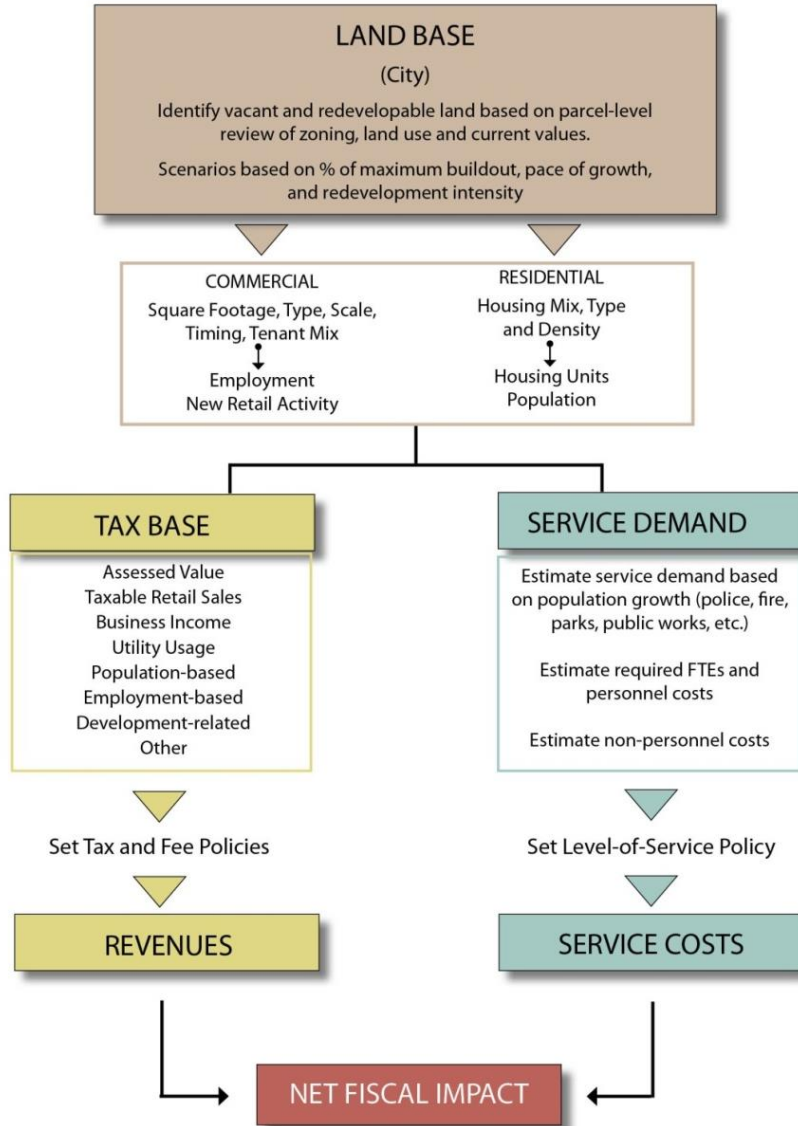 LAND BASE
(City)
Identify vacant and redevelopable land based on parcel-level
review of zoning, land use and current values.
Scenarios based on % of maximum buildout, pace of growth,
and redevelopment intensity
COMMERCIAL
Square Footage, Type, Scale,
Timing, Tenant Mix
Employment
New Retail Activity
RESIDENTIAL
Housing Mix, Type
and Density
Housing Units
Population
TAX BASE
Assessed Value
Taxable Retail Sales
Business Income
Utility Usage
Population-based
Employment-based
Development-related
Other
Set Tax and Fee Policies
REVENUES
SERVICE DEMAND
Estimate service demand based
on population growth (police, fire,
parks, public works, etc.)
Estimate required FTEs and
personnel costs
Estimate non-personnel costs
Set Level-of-Service Policy
SERVICE COSTS
NET FISCAL IMPACT